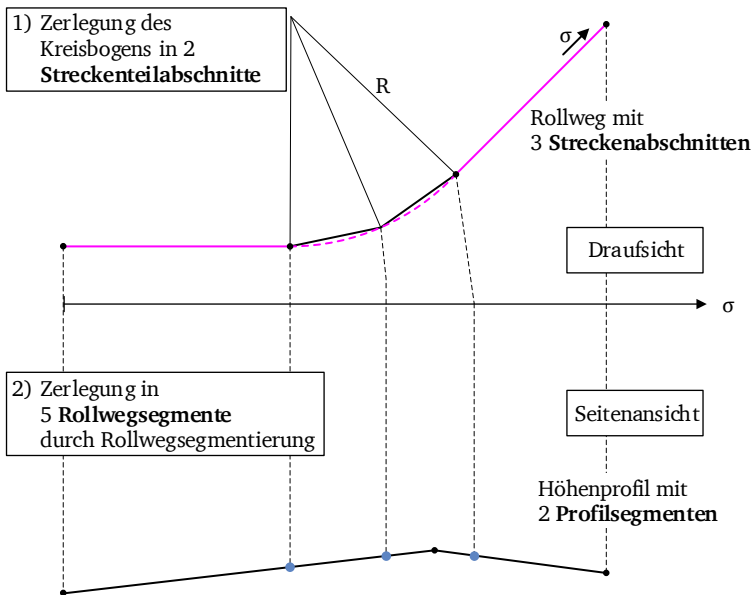 1) Zerlegung des
Kreisbogens in 2
Streckenteilabschnitte
σ
R
Rollweg mit
3 Streckenabschnitten
Draufsicht
σ
2) Zerlegung in
5 Rollwegsegmente
durch Rollwegsegmentierung
Seitenansicht
Höhenprofil mit
2 Profilsegmenten